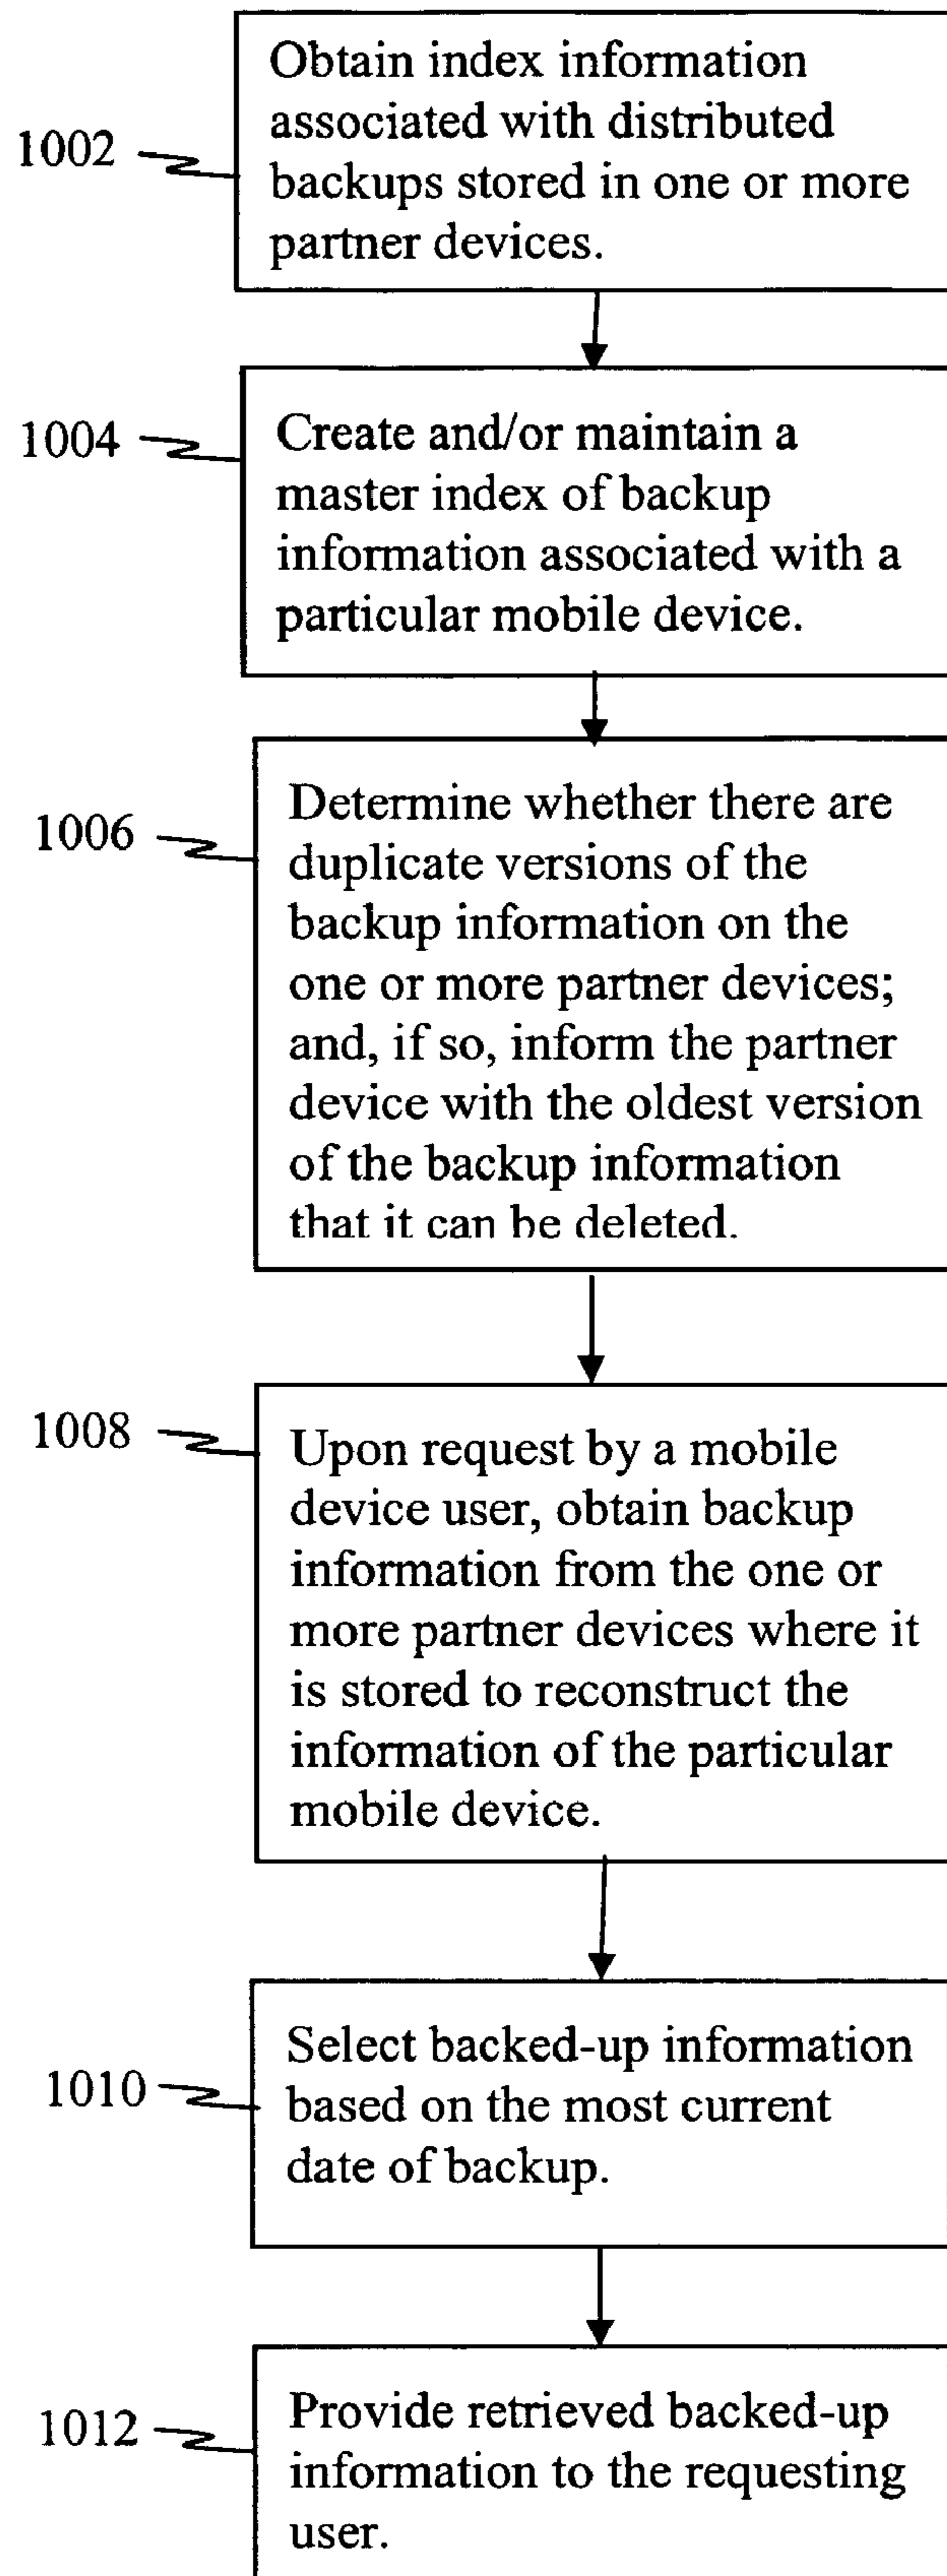 Obtain index information
1002
associated with distributed
backups stored in one or more
partner devices.
1004
Create and/or maintain a
master index of backup
information associated with a
particular mobile device.
1006
Determine whether there are
duplicate versions of the
backup information on the
one or more partner devices;
and, if so, inform the partner
device with the oldest version
of the backup information
that it can be deleted.
1008
Upon request by a mobile
device user, obtain backup
information from the one or
more partner devices where it
is stored to reconstruct the
information of the particular
mobile device.
1010
Select backed-up information
based on the most current
date of backup.
1012
Provide retrieved backed-up
information to the requesting
user.